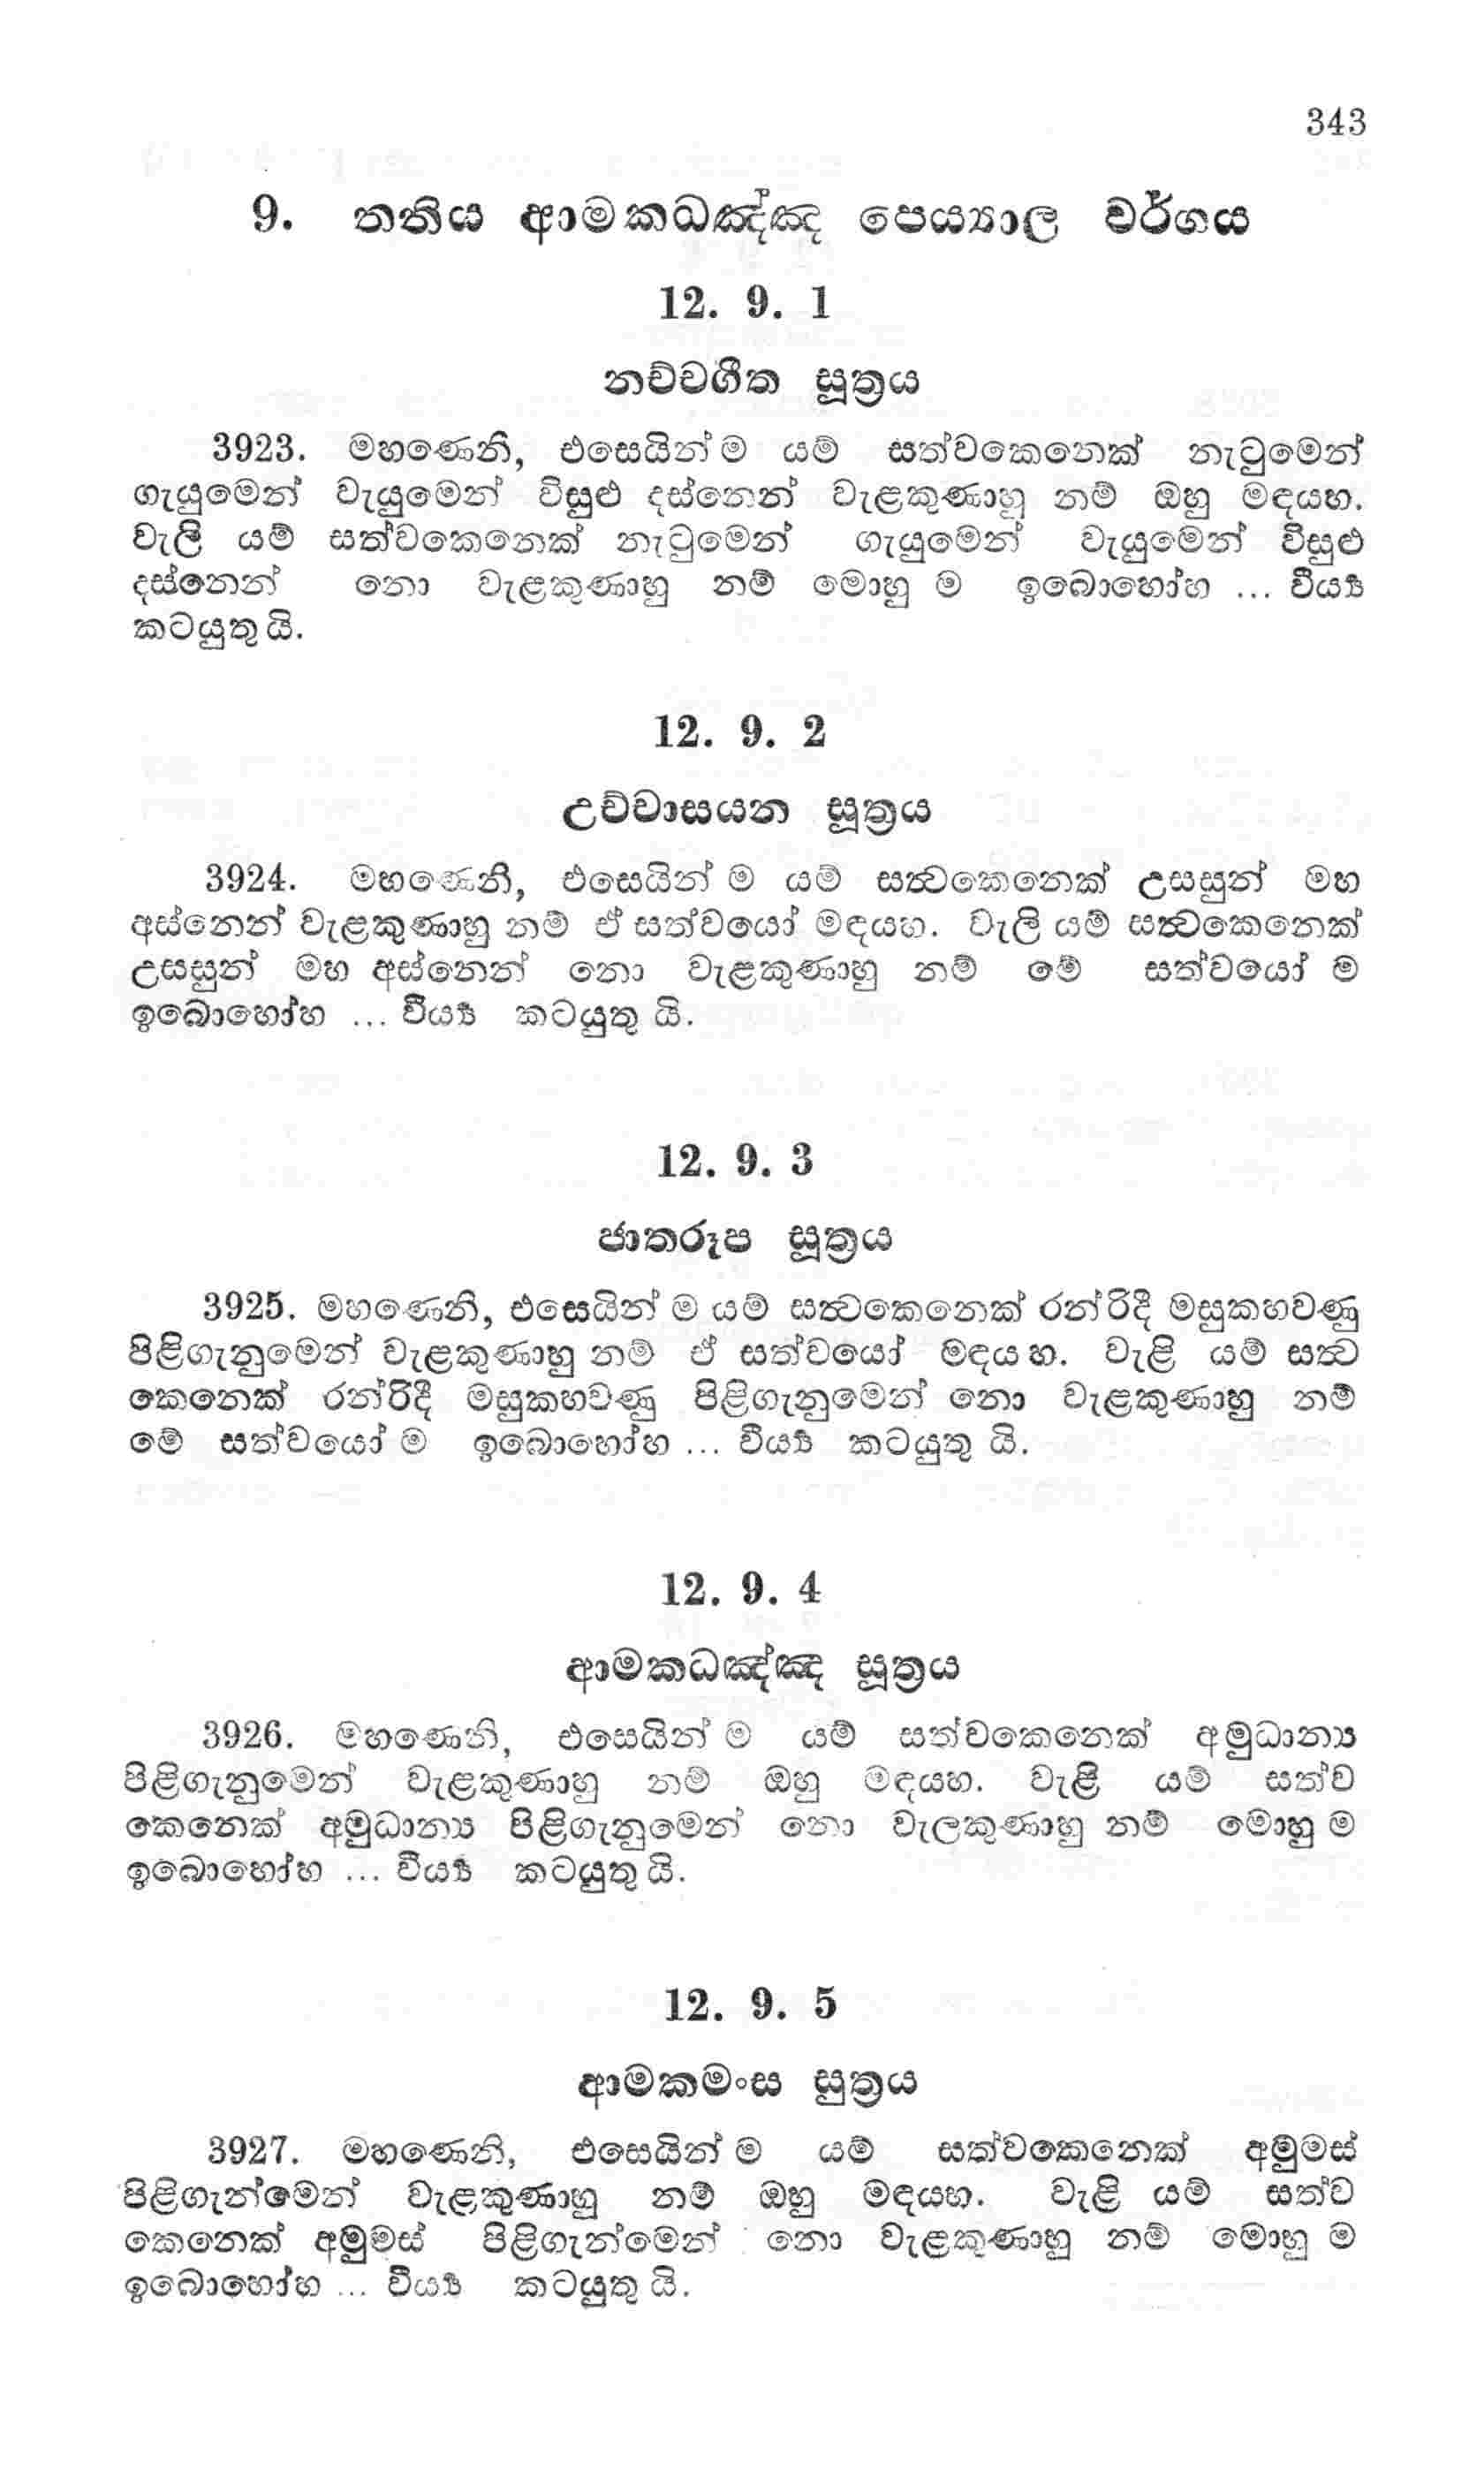 343
9. තතිය ආමකධඤ්ඤ පෙය්‍යාල වර්ගය
12. 9. 1
නච්චගීත සූත්‍රය
3923. මහණෙනි, එසෙයින් ම යම් සත්වකෙනෙක් නැටුමෙන්
ගැයුමෙන් වැයුමෙන් විසුළු දස්නෙන් වැළකුණාහු නම් ඔහු මඳයහ.
වැලි යම් සත්වකෙනෙක් නැටුමෙන් ගැයුමෙන් වැයුමෙන් විසුළු
දස්නෙන් නො වැළකුණාහු නම් මොහු ම ඉබොහෝහ ... වීර්‍ය්‍ය
කටයුතු යි.
12. 9. 2
උච්චාසයන සූත්‍රය
3924. මහණෙනි, එසෙයින් ම යම් සත්‍වකෙනෙක් උසසුන් මහ
අස්නෙන් වැළකුණාහු නම් ඒ සත්වයෝ මඳයහ. වැලි යම් සත්‍වකෙනෙක්
උසසුන් මහ අස්නෙන් නො වැළකුණාහු නම් මේ සත්වයෝ ම
ඉබොහෝහ ... වීර්‍ය්‍ය කටයුතු යි.
12. 9. 3
ජාතරූප සූත්‍රය
3925. මහණෙනි, එසෙයින් ම යම් සත්‍වකෙනෙක් රන්රිදී මසුකහවණු
පිළිගැනුමෙන් වැළකුණාහු නම් ඒ සත්වයෝ මඳයහ. වැළි යම් සත්‍ව
කෙනෙක් රන්රිදී මසුකහවණු පිළිගැනුමෙන් නො වැළකුණාහු නම්
මේ සත්වයෝ ම ඉබොහෝහ ... වීර්‍ය්‍ය කටයුතු යි.
12. 9. 4
ආමකධඤ්ඤ සූත්‍රය
3926. මහණෙනි, එසෙයින් ම යම් සත්වකෙනෙක් අමුධාන්‍ය
පිළිගැනුමෙන් වැළකුණාහු නම් ඔහු මඳයහ. වැළි යම් සත්ව
කෙනෙක් අමුධාන්‍ය පිළිගැනුමෙන් නො වැලකුණාහු නම් මොහු ම
ඉබොහෝහ ... වීර්‍ය්‍ය කටයුතු යි.
12. 9. 5
ආමකමංස සුත්‍රය
3927. මහණෙනි, එසෙයින් ම යම් සත්වකෙනෙක් අමුමස්
පිළිගැන්මෙන් වැළකුණාහු නම් ඔහු මඳයහ. වැළි යම් සත්ව
කෙනෙක් අමුමස් පිළිගැන්මෙන් නො වැළකුණාහු නම් මොහු ම
ඉබොහෝහ ... වීර්‍ය්‍ය කටයුතු යි.